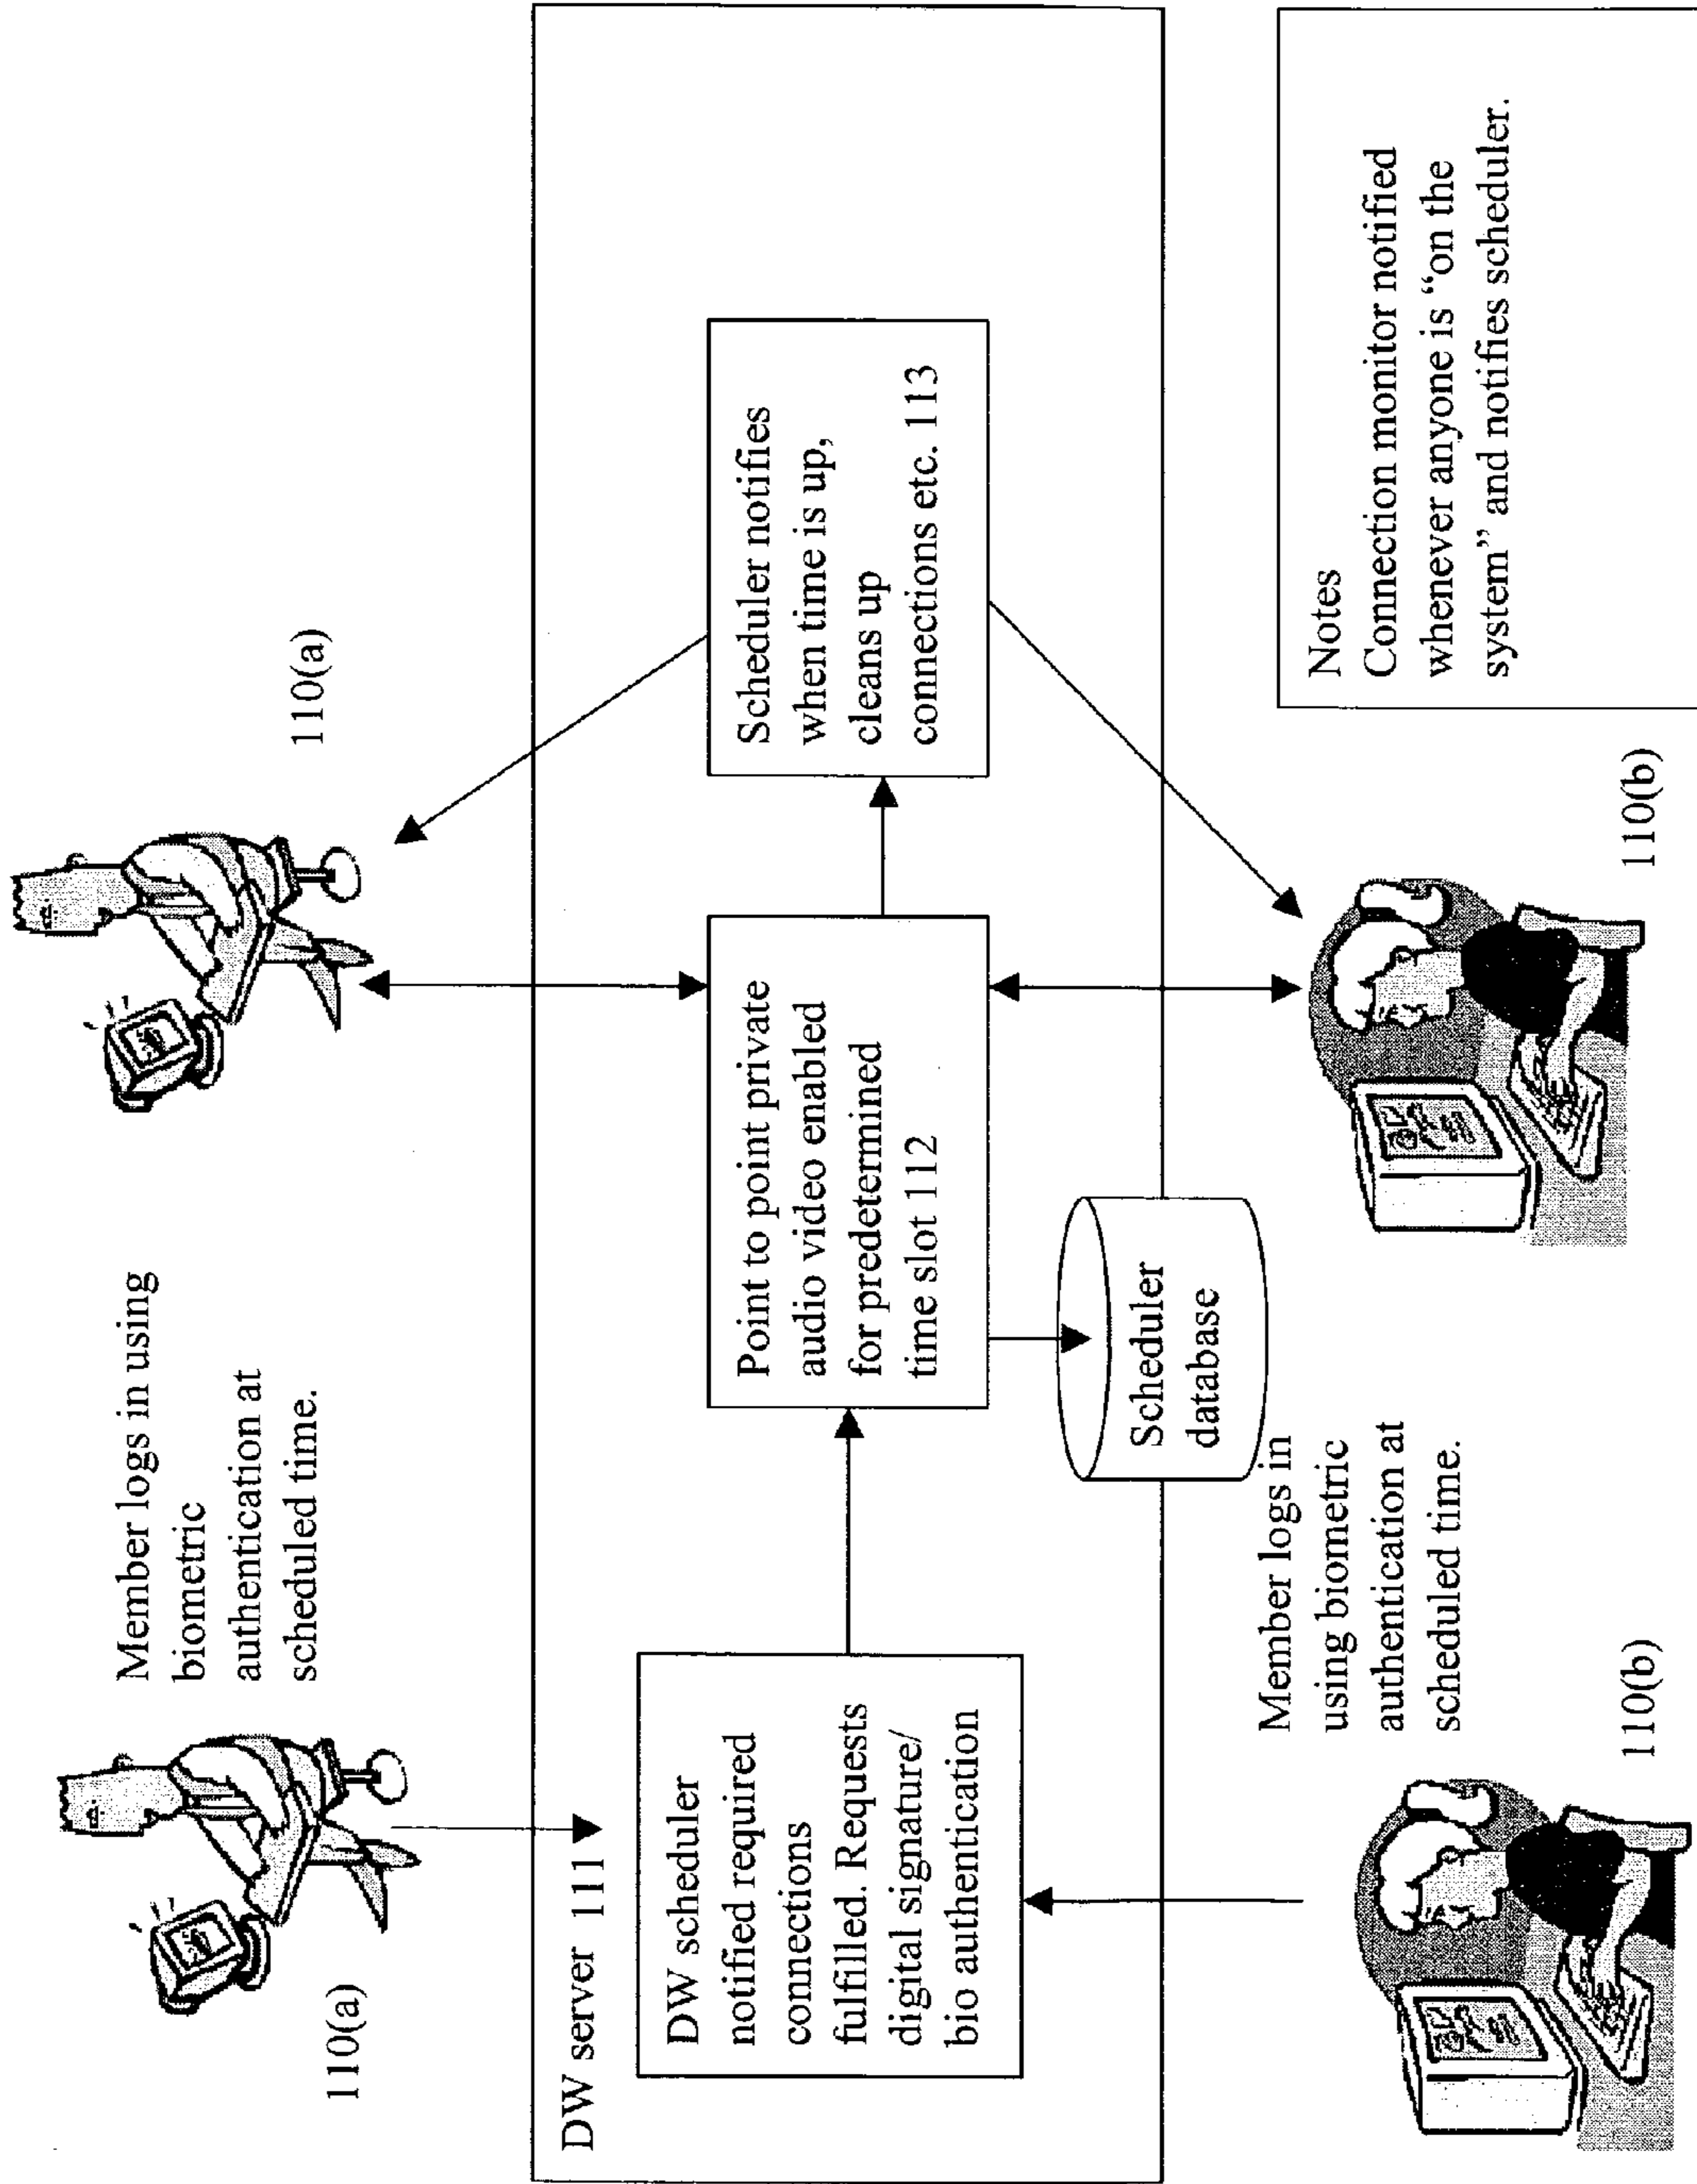 Member logs in using
biometric
authentication at
scheduled time.
110(a)
110(a)
DW server 111
DW scheduler
notified required
connections
fulfilled. Requests
digital signature/
bio authentication
Point to point private
audio video enabled
for predetermined
time slot 112
Scheduler notifies
when time is up,
cleans up
connections etc. 113
Scheduler
database
Member logs in
using biometric
authentication at
scheduled time.
110(b)
110(b)
Notes
Connection monitor notified
whenever anyone is “on the
system” and notifies scheduler.